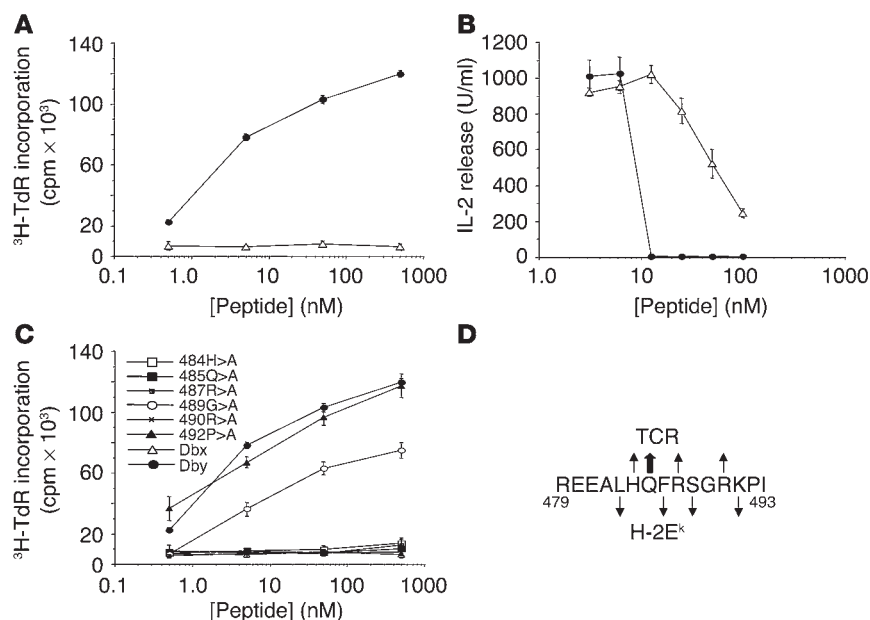 A
³H-TdR incorporation
(cpm × 10³)
140
100
60
20
0
0.1 1.0 10 100 1000
[Peptide] (nM)
B
IL-2 release (U/ml)
1200
1000
800
600
400
200
0
1.0 10 100 1000
[Peptide] (nM)
C
³H-TdR incorporation
(cpm × 10³)
140
100
60
20
0
484H>A
485Q>A
487R>A
489G>A
490R>A
492P>A
Dbx
Dby
0.1 1.0 10 100 1000
[Peptide] (nM)
D
TCR
REEALHQFRSGRKPI
479 493
H-2Eᵏ